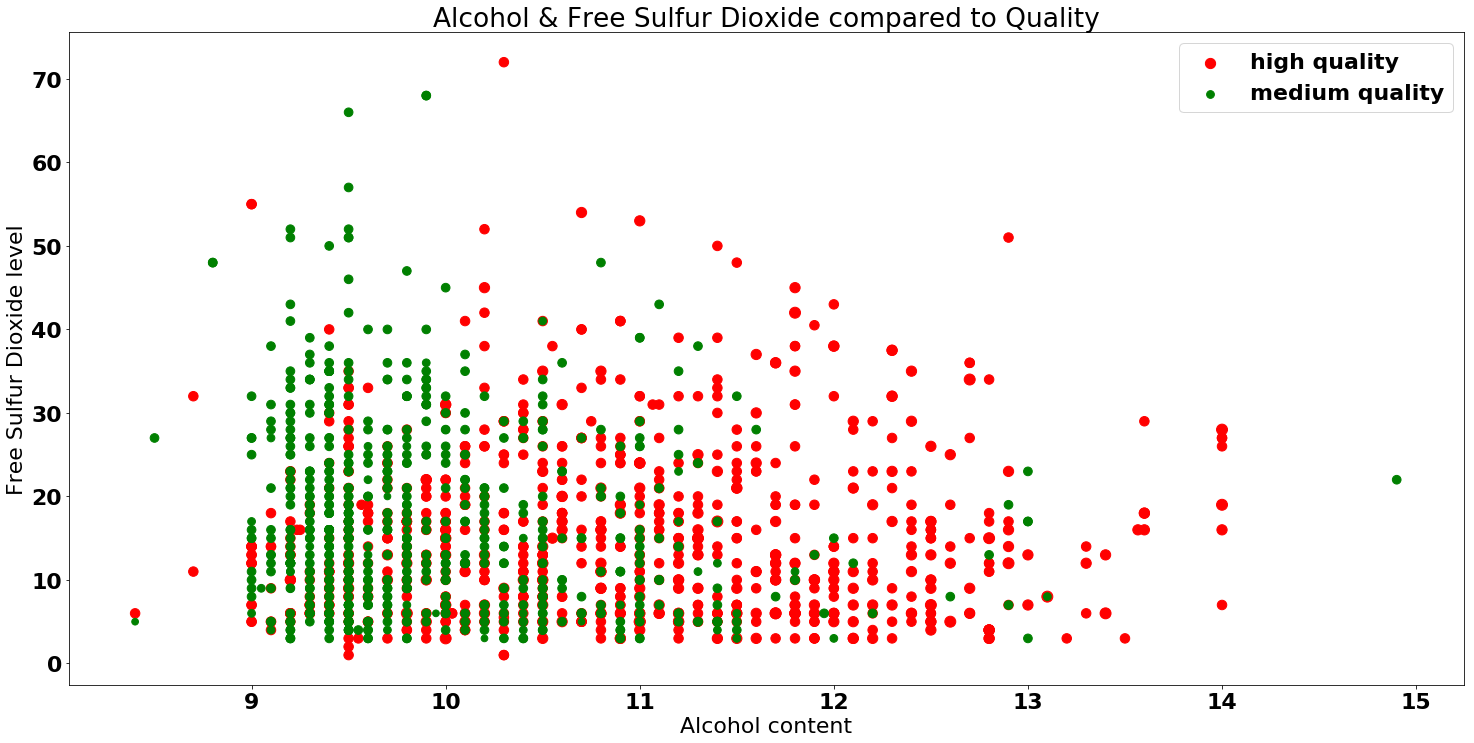 Alcohol & Free Sulfur Dioxide compared to Quality
high quality
medium quality
Free Sulfur Dioxide level
70
60
50
40
30
20
10
0
9 10 11 12 13 14 15
Alcohol content